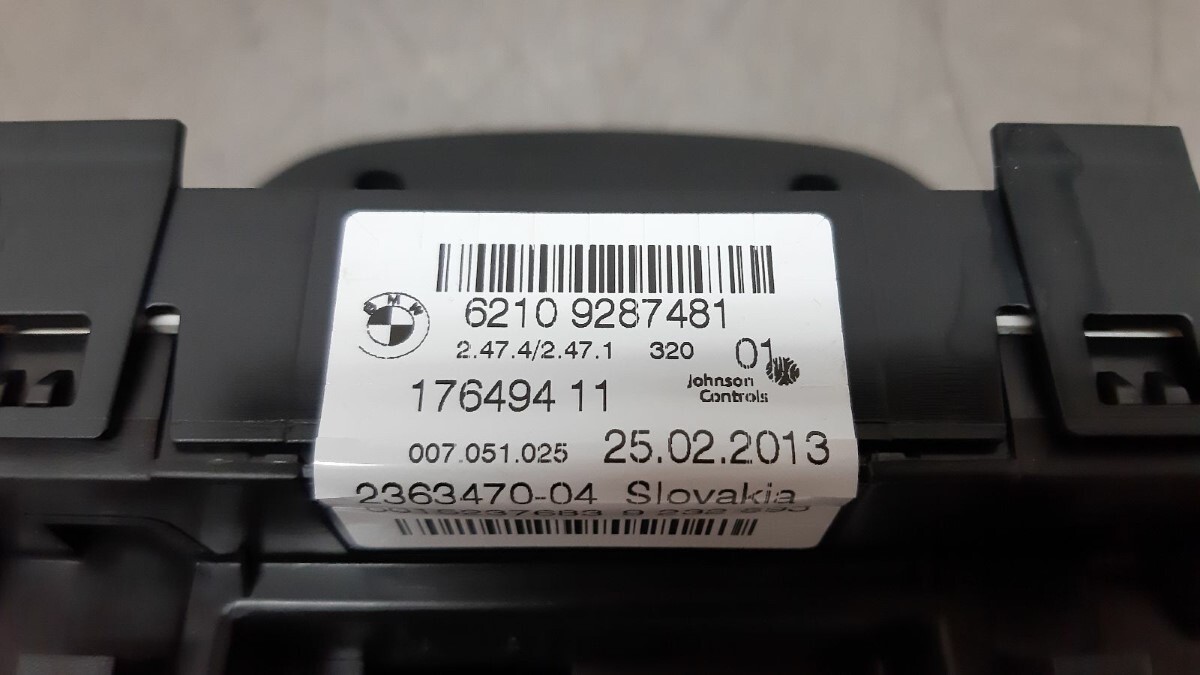 BMW
6210 9287481
2.47.4/2.47.1 320 01
Johnson
Controls
176494 11
007.051.025 25.02.2013
2363470-04 Slovakia